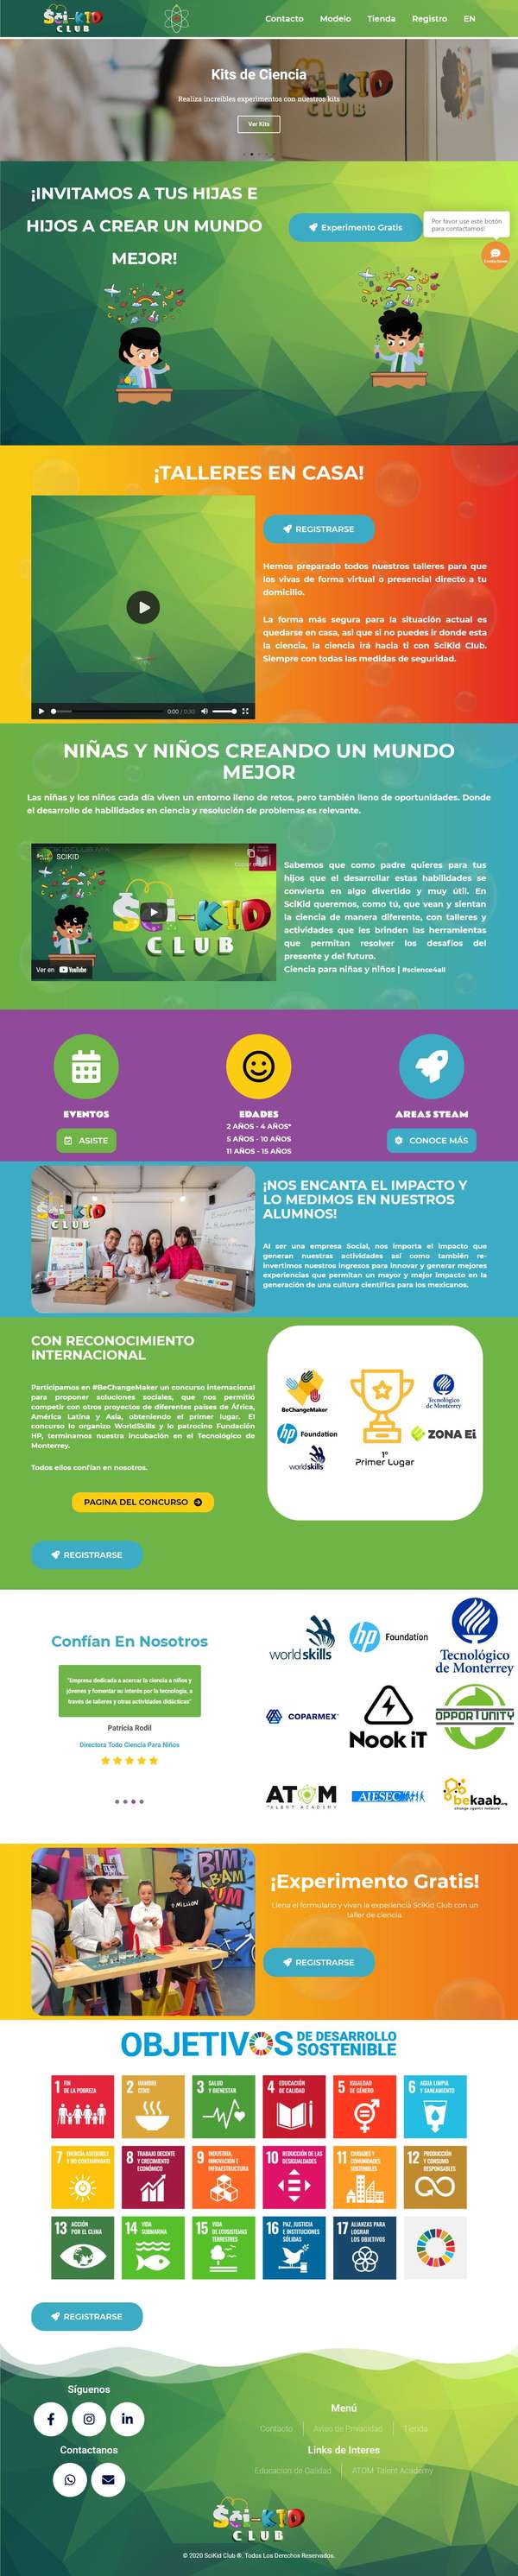 Sci-KID
CLUB
Contacto Modelo Tienda Registro EN
Kits de Ciencia
Realiza increíbles experimentos con nuestros kits
Ver Kits
¡INVITAMOS A TUS HIJAS E
HIJOS A CREAR UN MUNDO
MEJOR!
Experimento Gratis
Por favor use este botón
para contactarnos!
¡TALLERES EN CASA!
0:00 / 0:30
REGISTRARSE
Hemos preparado todos nuestros talleres para que
los vivas de forma virtual o presencial directo a tu
domicilio.
La forma más segura para la situación actual es
quedarse en casa, asi que si no puedes ir donde esta
la ciencia, la ciencia irá hacia ti con SciKid Club.
Siempre con todas las medidas de seguridad.
NIÑAS Y NIÑOS CREANDO UN MUNDO
MEJOR
Las niñas y los niños cada día viven un entorno lleno de retos, pero también lleno de oportunidades. Donde
el desarrollo de habilidades en ciencia y resolución de problemas es relevante.
SCIKID
Sci-KID
CLUB
Ver en YouTube
Sabemos que como padre quieres para tus
hijos que el desarrollar estas habilidades se
convierta en algo divertido y muy útil. En
SciKid queremos, como tú, que vean y sientan
la ciencia de manera diferente, con talleres y
actividades que les brinden las herramientas
que permitan resolver los desafíos del
presente y del futuro.
Ciencia para niñas y niños | #science4all
EVENTOS
ASISTE
EDADES
2 AÑOS - 4 AÑOS*
5 AÑOS - 10 AÑOS
11 AÑOS - 15 AÑOS
AREAS STEAM
CONOCE MÁS
Sci-KID
CLUB
¡NOS ENCANTA EL IMPACTO Y
LO MEDIMOS EN NUESTROS
ALUMNOS!
Al ser una empresa Social, nos importa el impacto que
generan nuestras actividades así como también re-
invertimos nuestros ingresos para innovar y generar mejores
experiencias que permitan un mayor y mejor impacto en la
generación de una cultura científica para los mexicanos.
CON RECONOCIMIENTO
INTERNACIONAL
Participamos en #BeChangeMaker un concurso internacional
para proponer soluciones sociales, que nos permitió
competir con otros proyectos de diferentes países de África,
América Latina y Asia, obteniendo el primer lugar. El
concurso lo organizo WorldSkills y lo patrocino Fundación
HP, terminamos nuestra incubación en el Tecnológico de
Monterrey.
Todos ellos confían en nosotros.
PAGINA DEL CONCURSO
BeChangeMaker
Tecnológico
de Monterrey
hp Foundation
ZONA Ei
worldskills
1°
Primer Lugar
REGISTRARSE
Confían En Nosotros
"Empresa dedicada a acercar la ciencia a niños y
jóvenes y fomentar su interés por la tecnología, a
través de talleres y otras actividades didácticas"
Patricia Rodil
Directora Todo Ciencia Para Niños
worldskills
hp Foundation
Tecnológico
de Monterrey
COPARMEX
Nook iT
OPPORTUNITY
ATOM
TALENT ACADEMY
AIESEC
bekaab
change agents network
BIM
BAM
UM
¡Experimento Gratis!
Llena el formulario y vivan la experiencia SciKid Club con un
taller de ciencia.
REGISTRARSE
OBJETIVOS DE DESARROLLO
SOSTENIBLE
1 FIN
DE LA POBREZA
2 HAMBRE
CERO
3 SALUD
Y BIENESTAR
4 EDUCACIÓN
DE CALIDAD
5 IGUALDAD
DE GÉNERO
6 AGUA LIMPIA
Y SANEAMIENTO
7 ENERGÍA ASEQUIBLE
Y NO CONTAMINANTE
8 TRABAJO DECENTE
Y CRECIMIENTO
ECONÓMICO
9 INDUSTRIA,
INNOVACIÓN E
INFRAESTRUCTURA
10 REDUCCIÓN DE LAS
DESIGUALDADES
11 CIUDADES Y
COMUNIDADES
SOSTENIBLES
12 PRODUCCIÓN
Y CONSUMO
RESPONSABLES
13 ACCIÓN
POR EL CLIMA
14 VIDA
SUBMARINA
15 VIDA
DE ECOSISTEMAS
TERRESTRES
16 PAZ, JUSTICIA
E INSTITUCIONES
SÓLIDAS
17 ALIANZAS PARA
LOGRAR
LOS OBJETIVOS
REGISTRARSE
Síguenos
Contactanos
Menú
Contacto Aviso de Privacidad Tienda
Links de Interes
Educacion de Calidad ATOM Talent Academy
Sci-KID
CLUB
© 2020 SciKid Club ®. Todos Los Derechos Reservados.